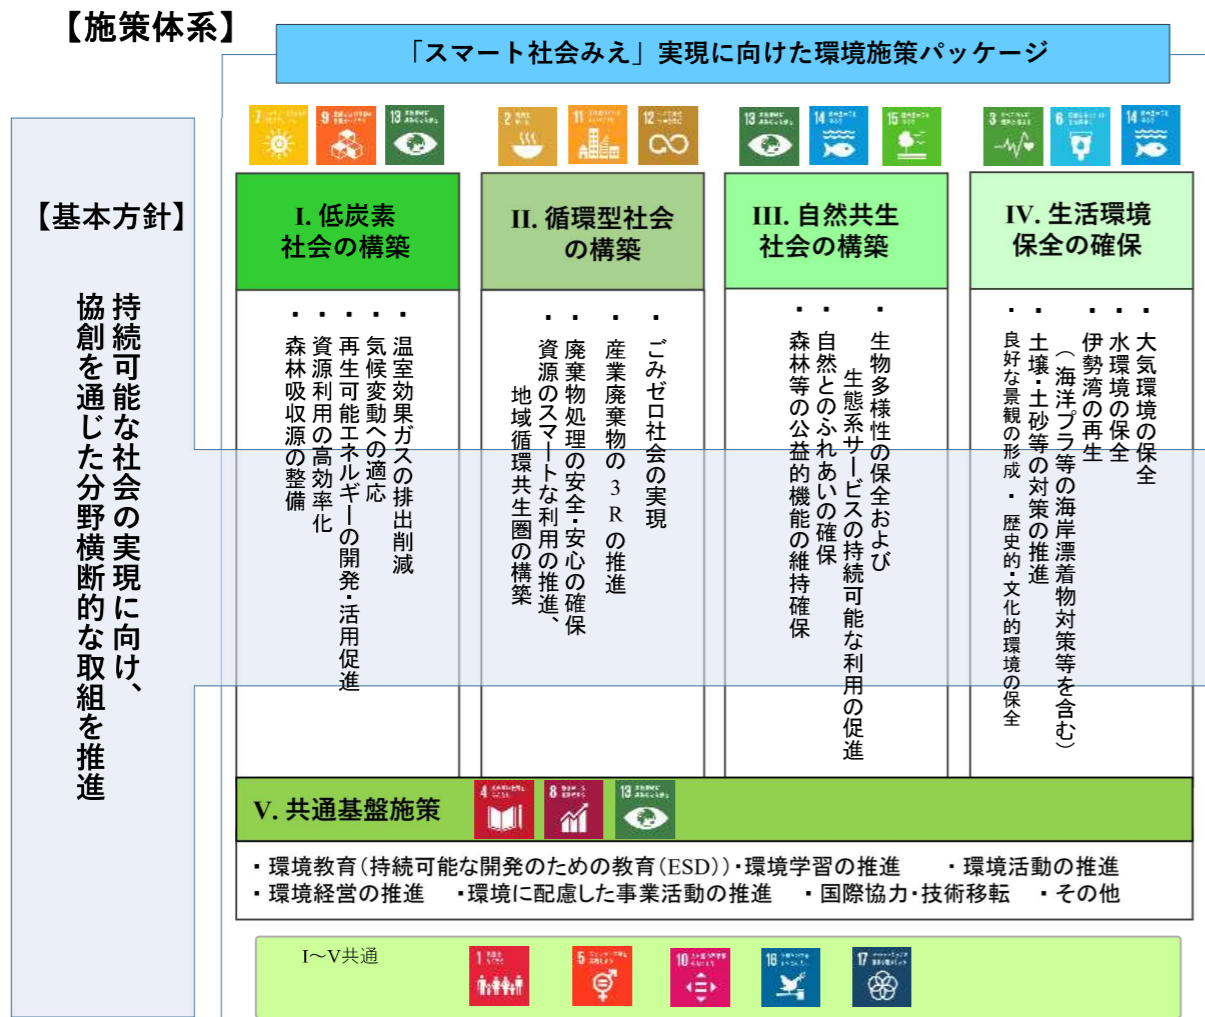 【施策体系】
「スマート社会みえ」実現に向けた環境施策パッケージ
【基本方針】
持続可能な社会の実現に向け、
協創を通じた分野横断的な取組を推進
7
9
13
2
11
12
13
14
15
3
6
14
I. 低炭素
社会の構築
・温室効果ガスの排出削減
・気候変動への適応
・再生可能エネルギーの開発・活用促進
・資源利用の高効率化
・森林吸収源の整備
II. 循環型社会
の構築
・ごみゼロ社会の実現
・産業廃棄物の3Rの推進
・廃棄物処理の安全・安心の確保
・資源のスマートな利用の推進、
地域循環共生圏の構築
III. 自然共生
社会の構築
・生物多様性の保全および
生態系サービスの持続可能な利用の促進
・自然とのふれあいの確保
・森林等の公益的機能の維持確保
IV. 生活環境
保全の確保
・大気環境の保全
・水環境の保全
・伊勢湾の再生
（海洋プラ等の海岸漂着物対策等を含む）
・土壌・土砂等の対策の推進
・良好な景観の形成・歴史的・文化的環境の保全
V. 共通基盤施策
4
8
13
・環境教育（持続可能な開発のための教育（ESD））・環境学習の推進 ・環境活動の推進
・環境経営の推進 ・環境に配慮した事業活動の推進 ・国際協力・技術移転 ・その他
I～V共通
1
5
10
16
17